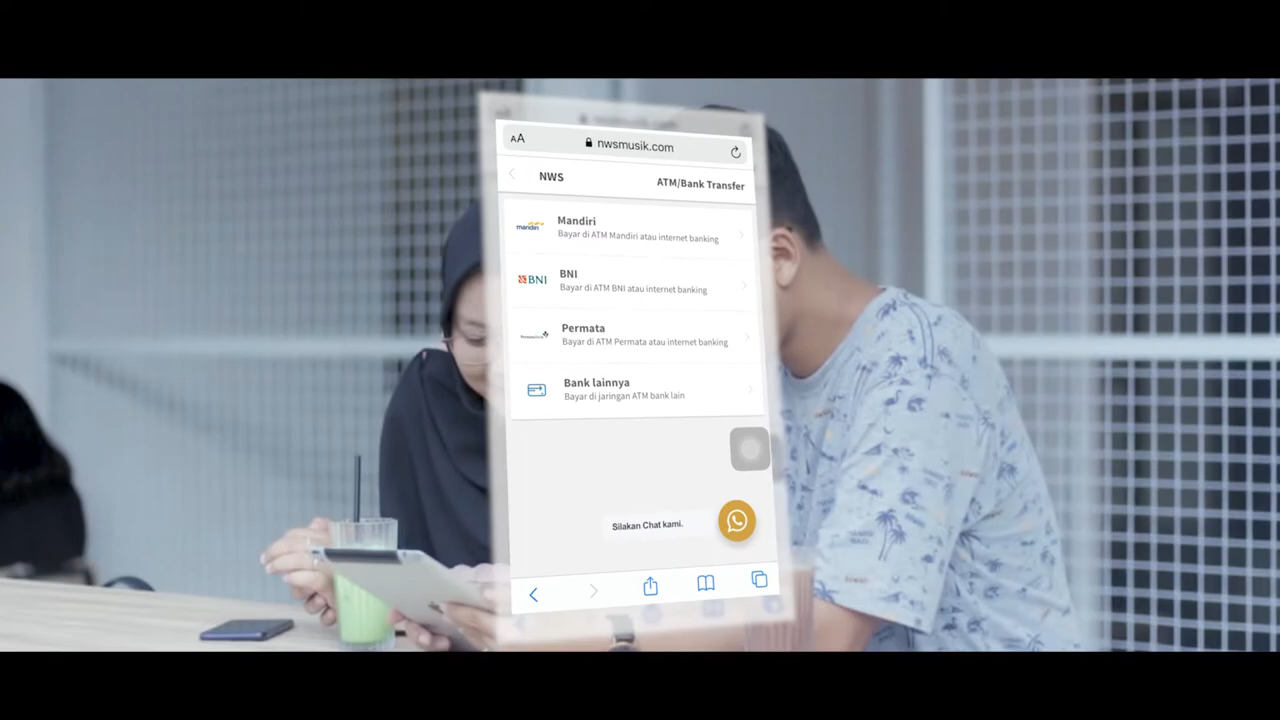 AA nwsmusik.com
NWS ATM/Bank Transfer
mandiri
Mandiri
Bayar di ATM Mandiri atau internet banking
BNI
BNI
Bayar di ATM BNI atau internet banking
Permata
Bayar di ATM Permata atau internet banking
Bank lainnya
Bayar di jaringan ATM bank lain
Silakan Chat kami.